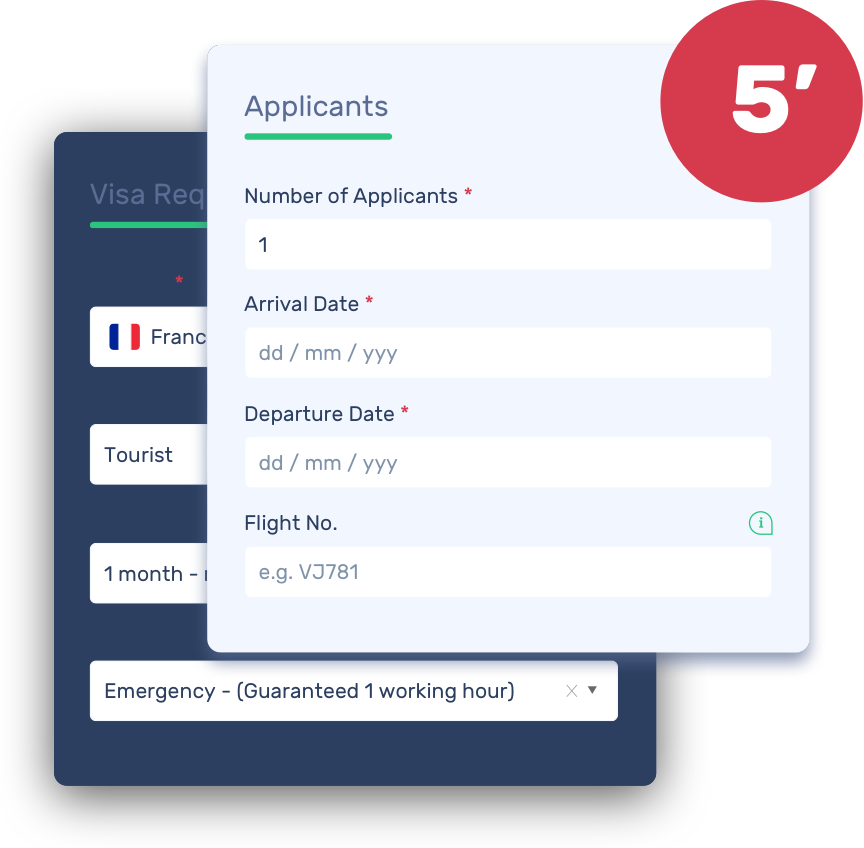 5′
Applicants
Number of Applicants *
1
Arrival Date *
dd / mm / yyy
Departure Date *
dd / mm / yyy
Flight No.
i
e.g. VJ781
Visa Req
*
Franc
Tourist
1 month -
Emergency - (Guaranteed 1 working hour)